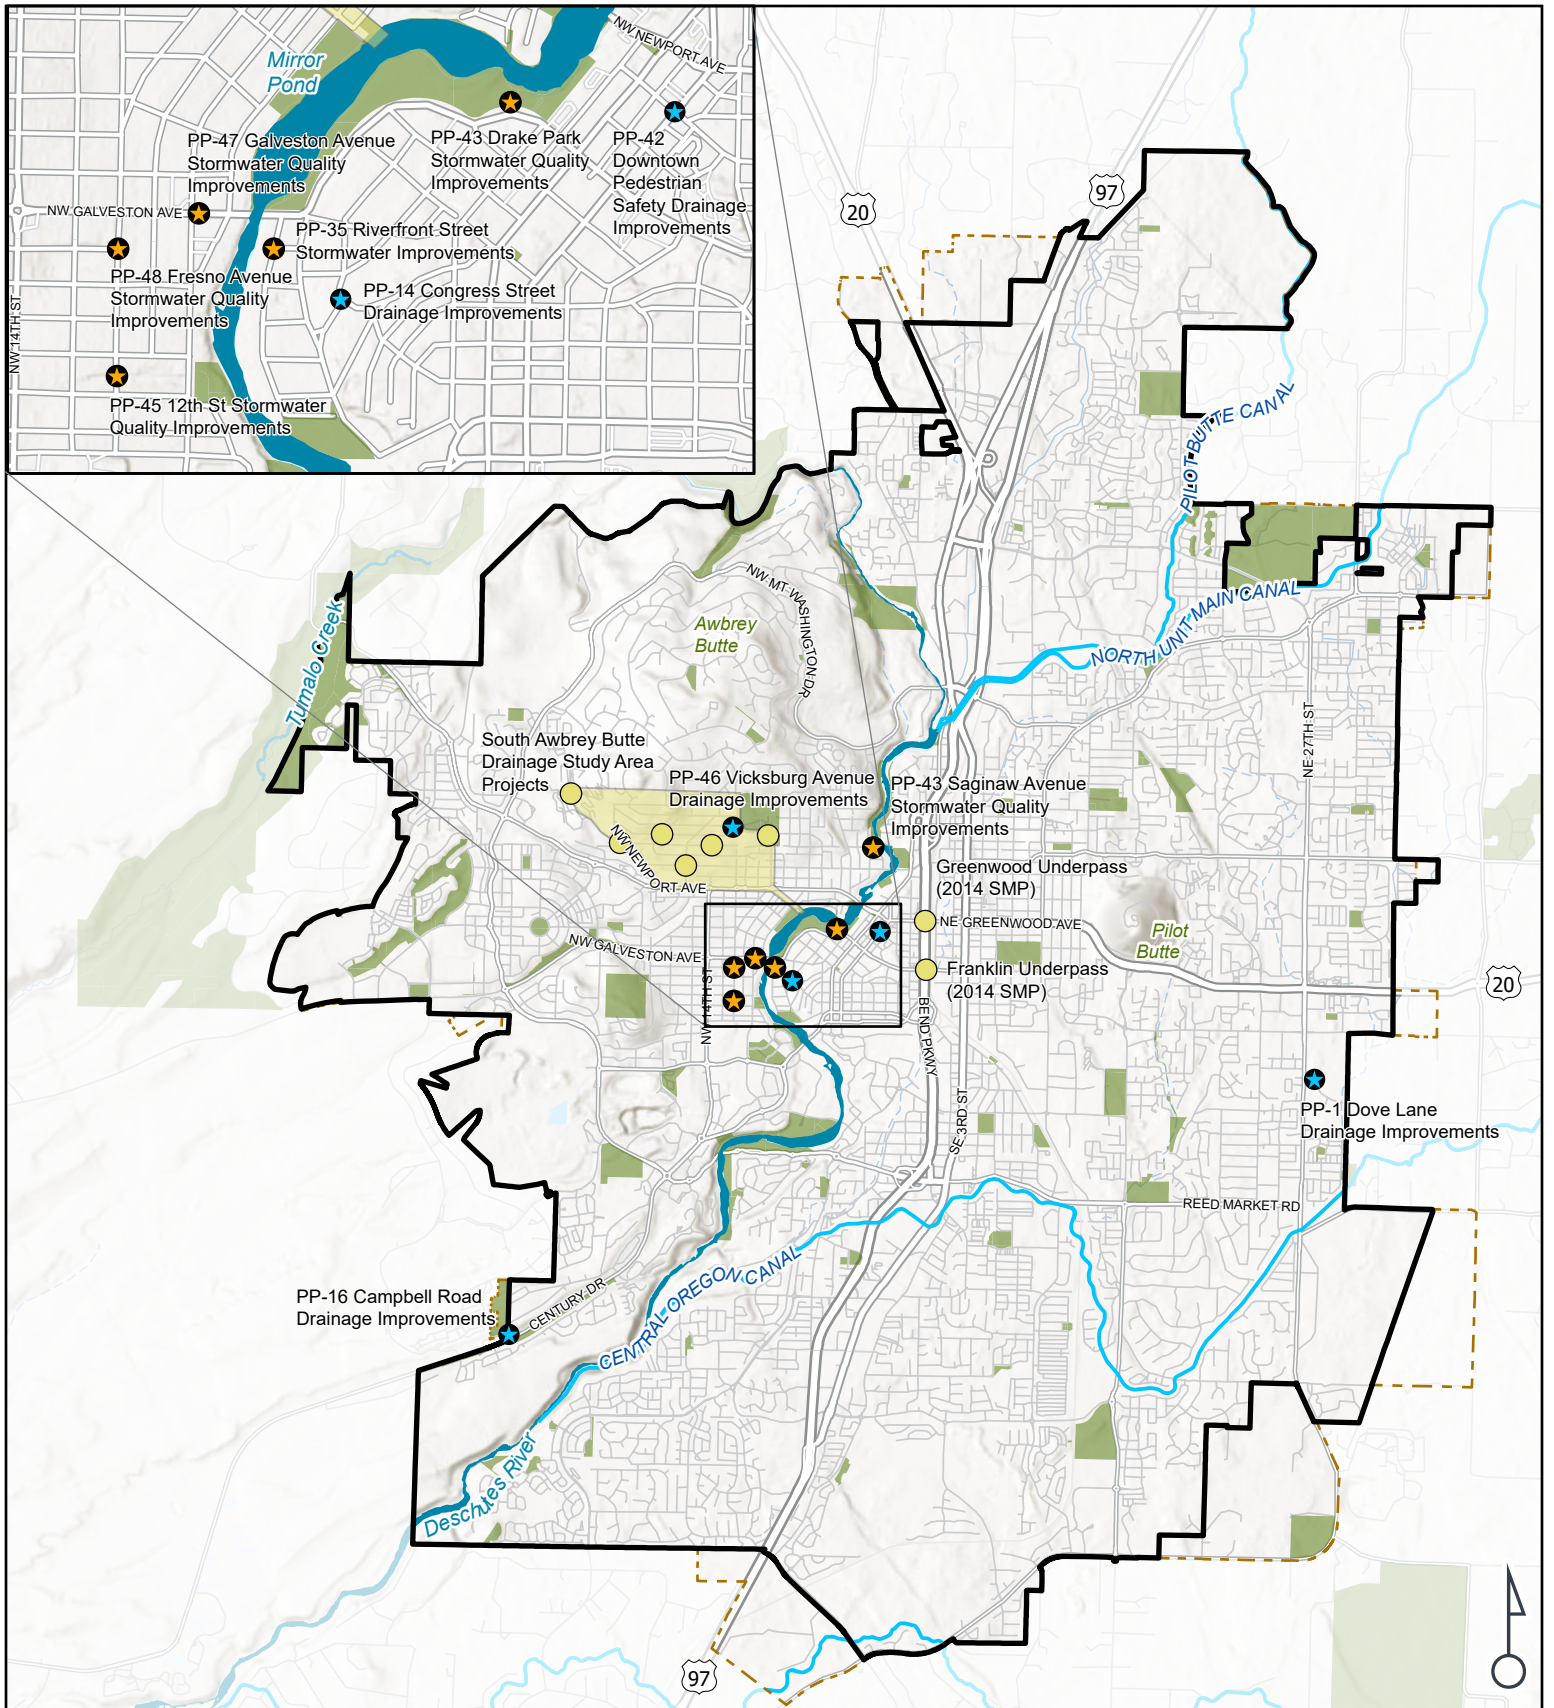 NW NEWPORT AVE
Mirror
Pond
PP-47 Galveston Avenue
Stormwater Quality
Improvements
PP-43 Drake Park
Stormwater Quality
Improvements
PP-42
Downtown
Pedestrian
Safety Drainage
Improvements
NW GALVESTON AVE
PP-35 Riverfront Street
Stormwater Improvements
PP-48 Fresno Avenue
Stormwater Quality
Improvements
PP-14 Congress Street
Drainage Improvements
NW 14TH ST
PP-45 12th St Stormwater
Quality Improvements
97
20
PILOT BUTTE CANAL
NW MT WASHINGTON DR
Awbrey
Butte
NORTH UNIT MAIN CANAL
Tumalo Creek
NE 27TH ST
South Awbrey Butte
Drainage Study Area
Projects
PP-46 Vicksburg Avenue
Drainage Improvements
PP-43 Saginaw Avenue
Stormwater Quality
Improvements
NW NEWPORT AVE
Greenwood Underpass
(2014 SMP)
NE GREENWOOD AVE
Pilot
Butte
NW GALVESTON AVE
Franklin Underpass
(2014 SMP)
20
NW 14TH ST
BEND PKWY
SE 3RD ST
PP-1 Dove Lane
Drainage Improvements
REED MARKET RD
CENTRAL OREGON CANAL
PP-16 Campbell Road
Drainage Improvements
CENTURY DR
Deschutes River
97